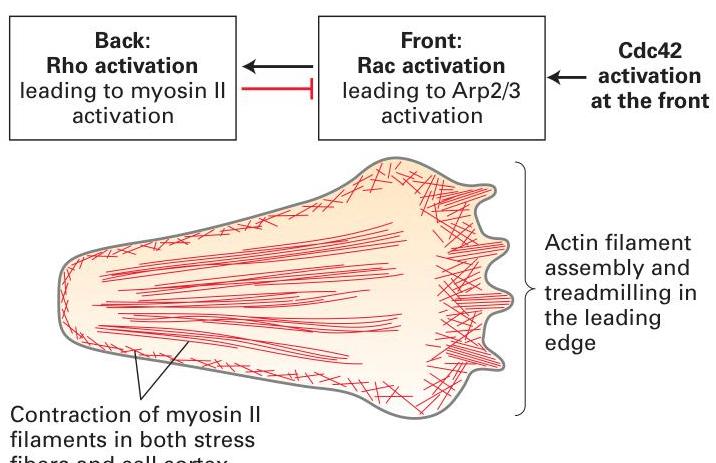 Back:
Rho activation
leading to myosin II
activation
Front:
Rac activation
leading to Arp2/3
activation
Cdc42
activation
at the front
Actin filament
assembly and
treadmilling in
the leading
edge
Contraction of myosin II
filaments in both stress
fibers and cell cortex